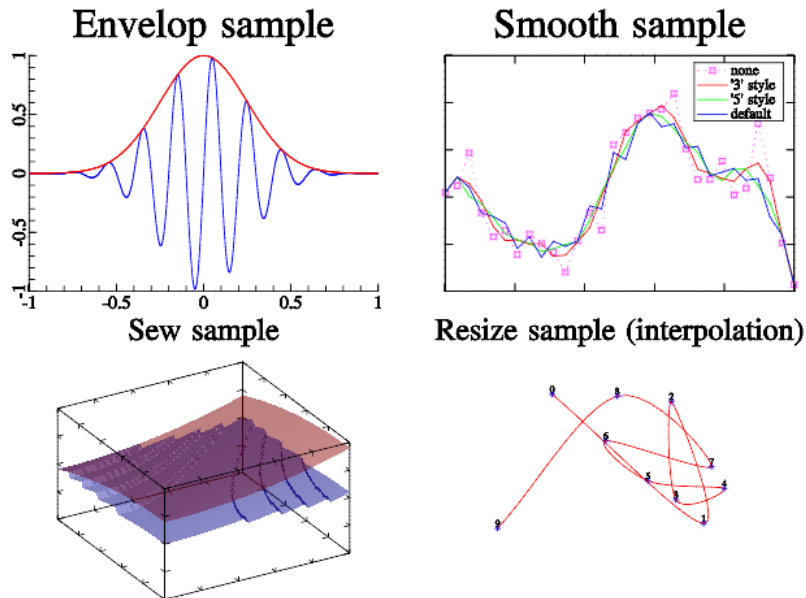 Envelop sample
1
0.5
0
-0.5
-1
-1 -0.5 0 0.5 1
Smooth sample
none
'3' style
'5' style
default
Sew sample
Resize sample (interpolation)
0
8
2
6
7
5
4
3
1
9